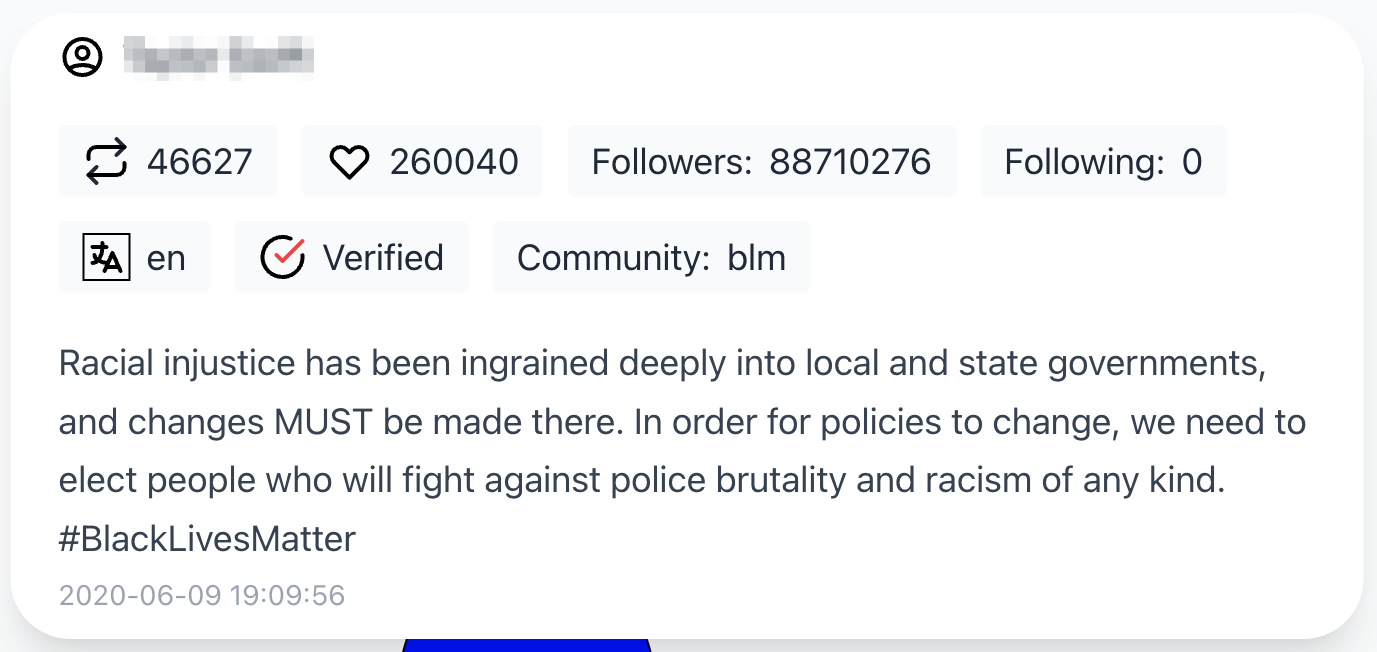 46627 260040 Followers: 88710276 Following: 0
en Verified Community: blm
Racial injustice has been ingrained deeply into local and state governments,
and changes MUST be made there. In order for policies to change, we need to
elect people who will fight against police brutality and racism of any kind.
#BlackLivesMatter
2020-06-09 19:09:56